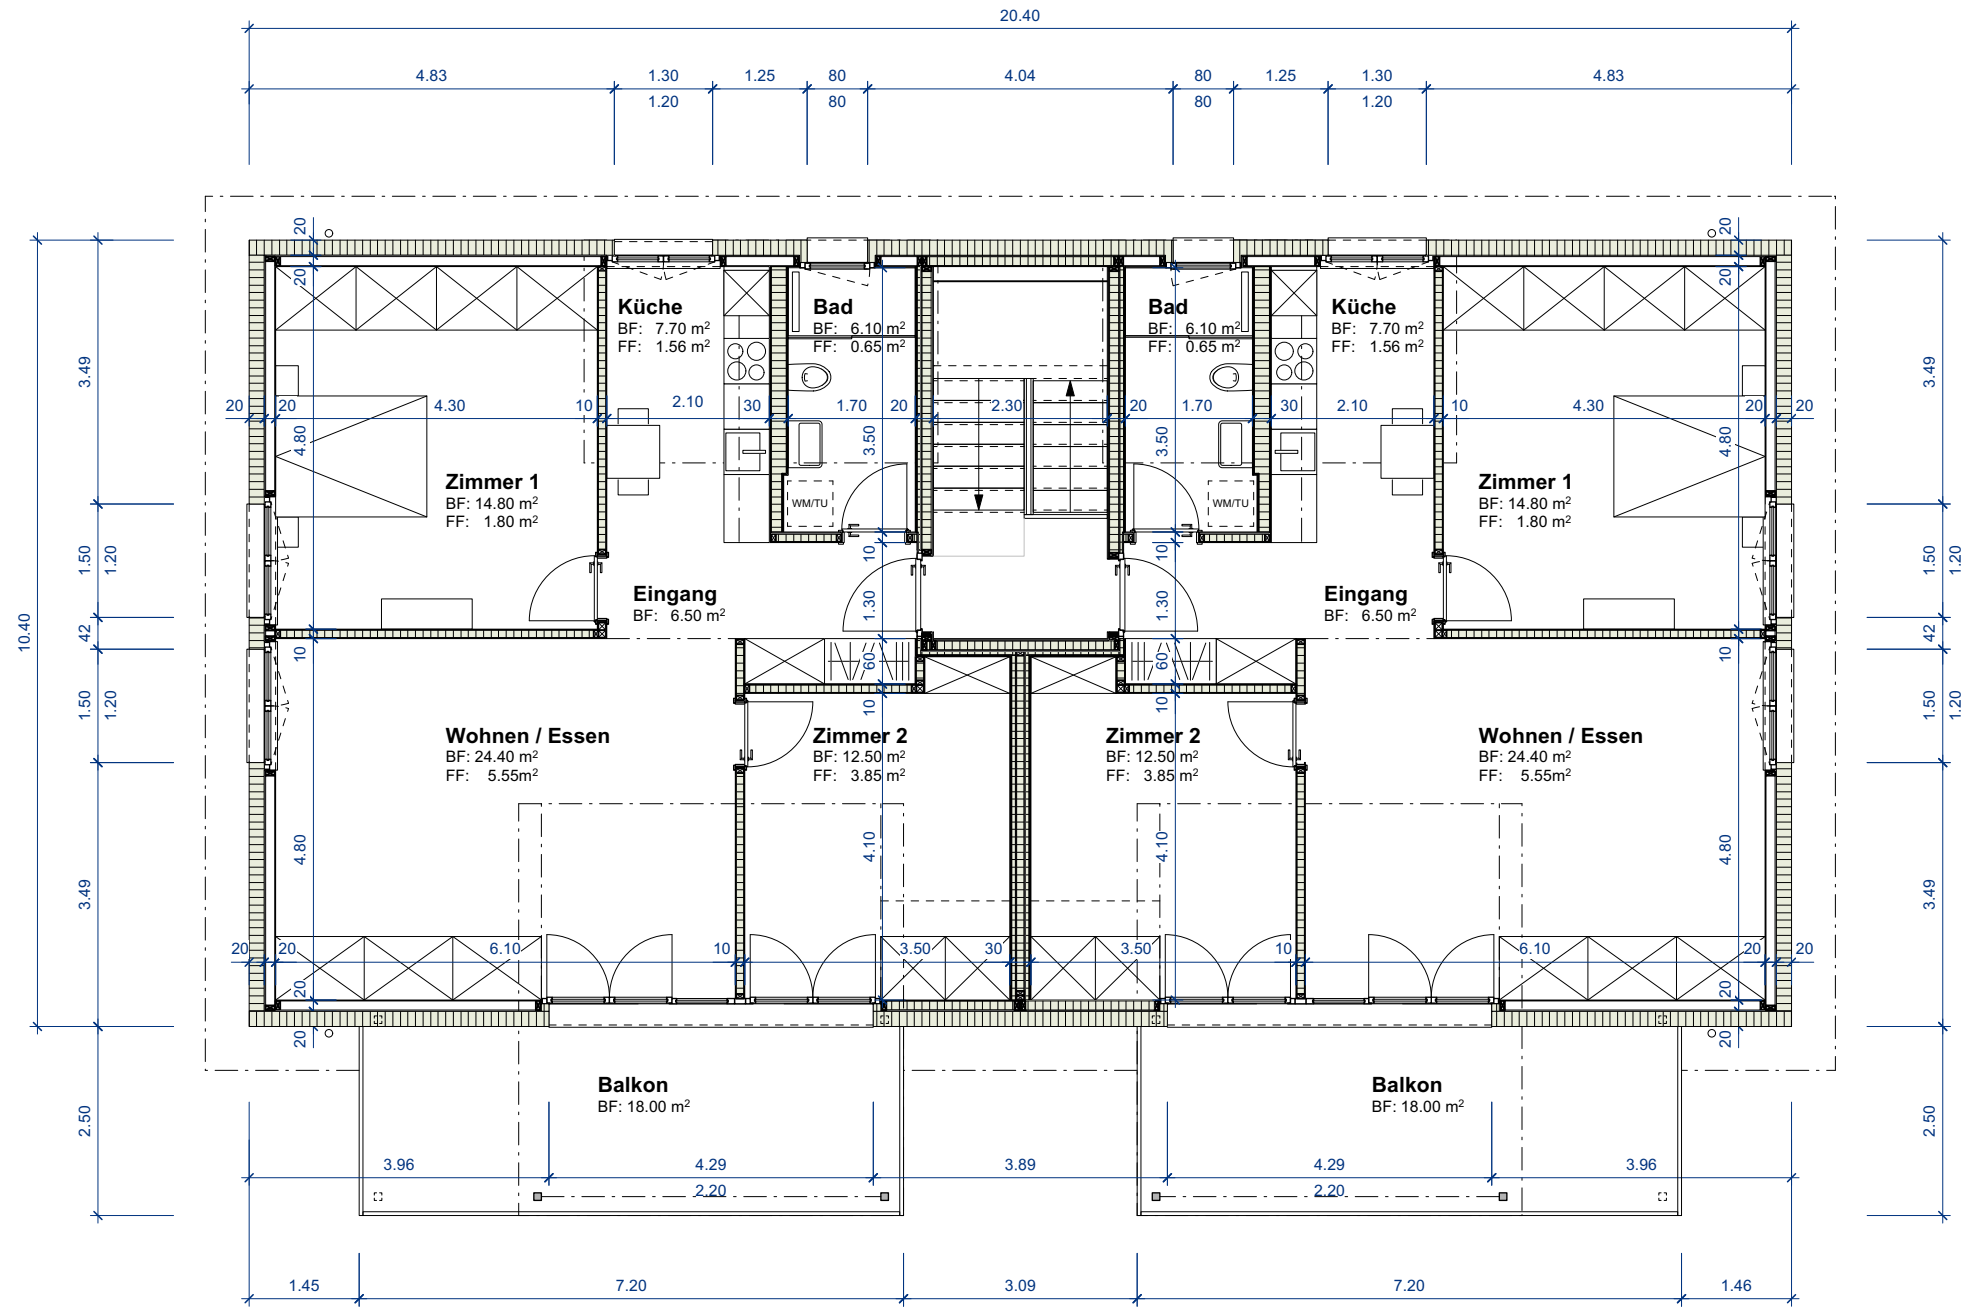 20.40
4.83 1.30 1.25 80 4.04 80 1.25 1.30 4.83
1.20 80 80 1.20
20 20
20 20
Küche Bad Bad Küche
BF: 7.70 m² BF: 6.10 m² BF: 6.10 m² BF: 7.70 m²
FF: 1.56 m² FF: 0.65 m² FF: 0.65 m² FF: 1.56 m²
3.49 3.49
20 20 4.30 10 2.10 30 1.70 20 2.30 20 1.70 30 2.10 10 4.30 20 20
4.80 3.50 3.50 4.80
Zimmer 1 Zimmer 1
BF: 14.80 m² WM/TU WM/TU BF: 14.80 m²
FF: 1.80 m² FF: 1.80 m²
1.50 1.20 10 10 1.50 1.20
Eingang Eingang
BF: 6.50 m² BF: 6.50 m²
1.30 1.30
10.40
42 42
10 60 60 10
1.50 1.20 10 10 1.50 1.20
Wohnen / Essen Zimmer 2 Zimmer 2 Wohnen / Essen
BF: 24.40 m² BF: 12.50 m² BF: 12.50 m² BF: 24.40 m²
FF: 5.55m² FF: 3.85 m² FF: 3.85 m² FF: 5.55m²
4.80 4.10 4.10 4.80
3.49 3.49
20 20 6.10 10 3.50 30 3.50 10 6.10 20 20
20 20
20 20
Balkon Balkon
BF: 18.00 m² BF: 18.00 m²
2.50 2.50
3.96 4.29 3.89 4.29 3.96
2.20 2.20
1.45 7.20 3.09 7.20 1.46